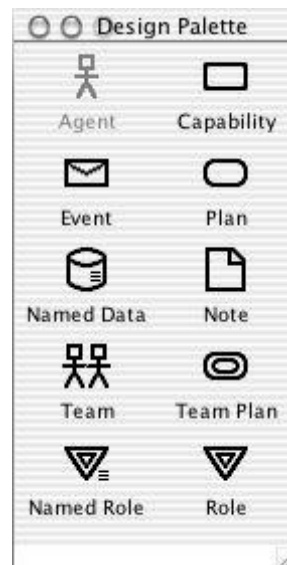 Design Palette
Agent Capability
Event Plan
Named Data Note
Team Team Plan
Named Role Role